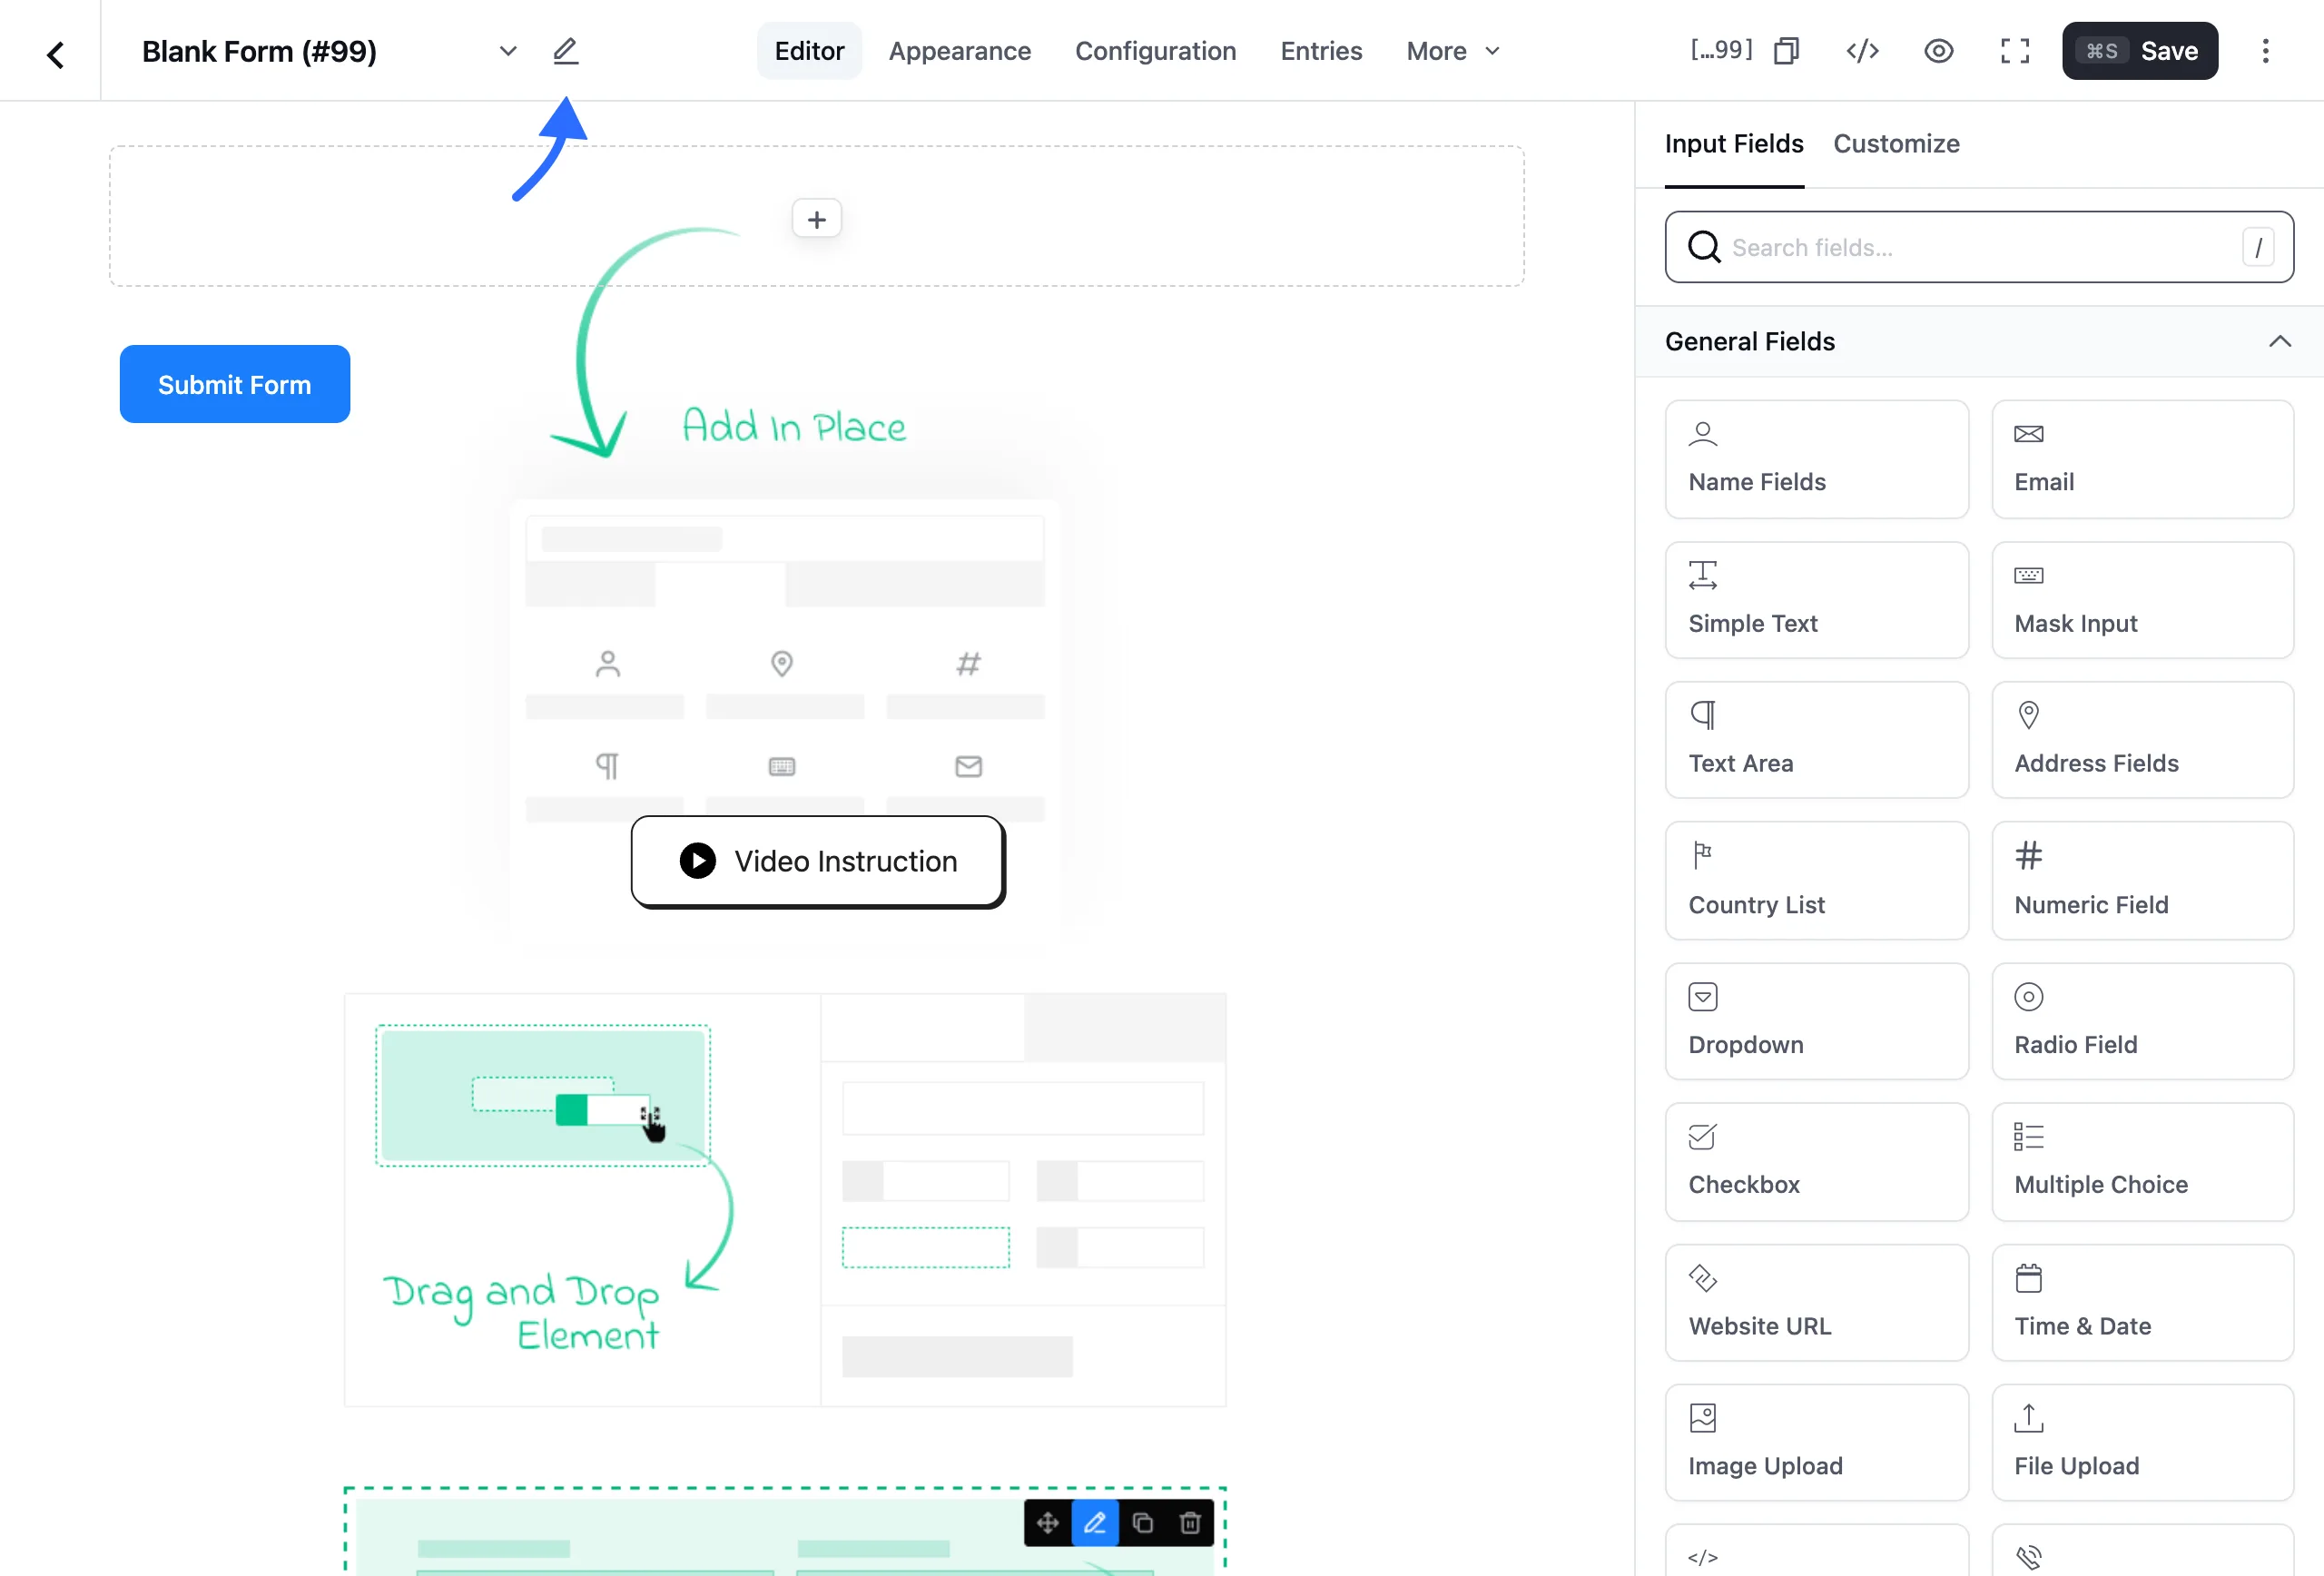 Blank Form (#99)
Editor
Appearance
Configuration
Entries
More
[...99]
</>
⌘S Save
Input Fields
Customize
Search fields...
/
General Fields
Submit Form
Add In Place
Name Fields
Email
Simple Text
Mask Input
Text Area
Address Fields
Video Instruction
Country List
Numeric Field
Dropdown
Radio Field
Checkbox
Multiple Choice
Drag and Drop
Element
Website URL
Time & Date
Image Upload
File Upload
</>